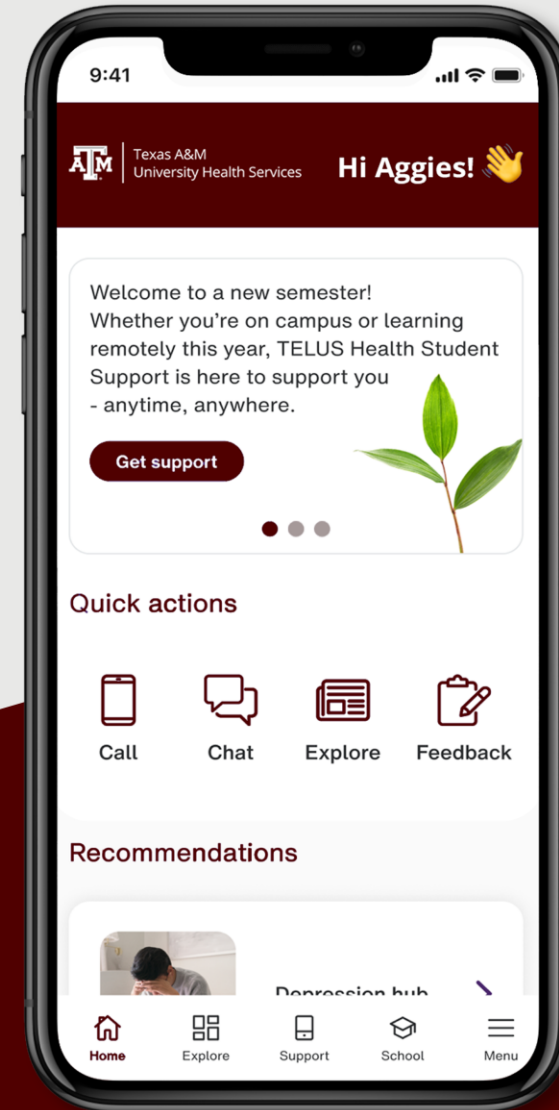 9:41
ATM
Texas A&M
University Health Services
Hi Aggies!
Welcome to a new semester!
Whether you're on campus or learning
remotely this year, TELUS Health Student
Support is here to support you
- anytime, anywhere.
Get support
Quick actions
Call
Chat
Explore
Feedback
Recommendations
Depression hub
Home
Explore
Support
School
Menu